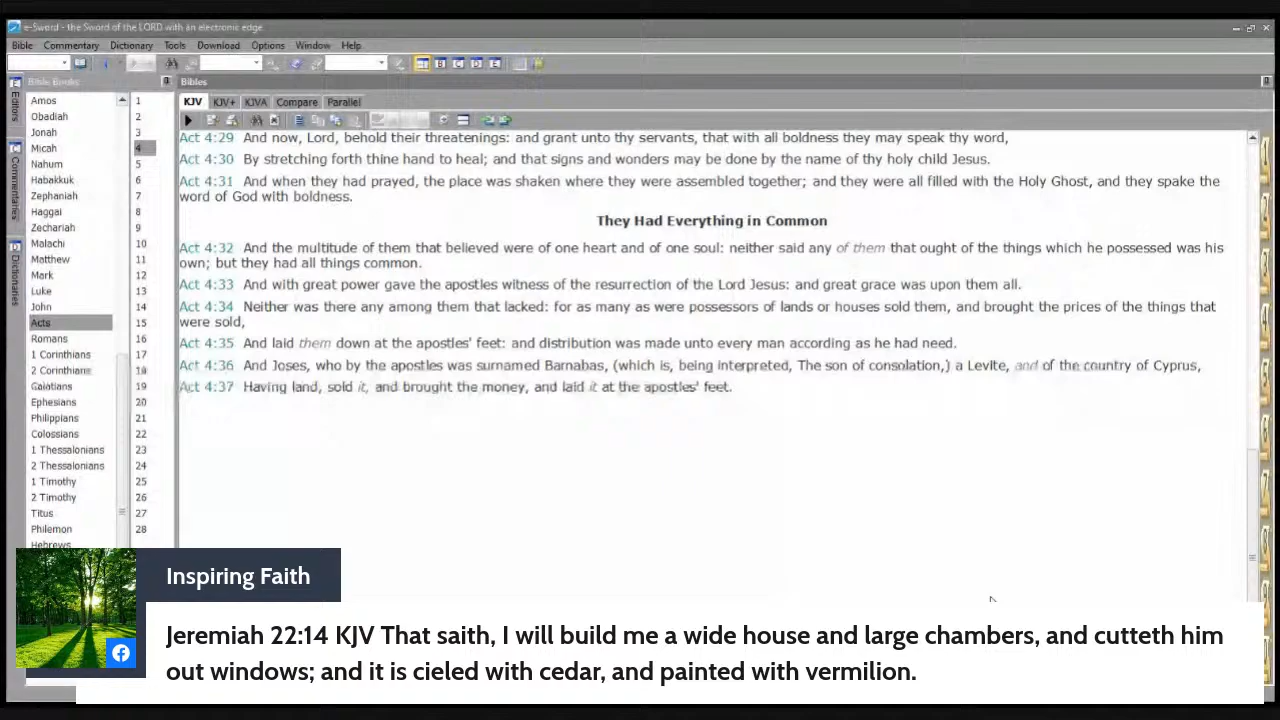 e-Sword - the Sword of the LORD with an electronic edge
Bible Commentary Dictionary Tools Download Options Window Help
B C D E
Bible Books
Bibles
Editors
Commentaries
Dictionaries
KJV KJV+ KJVA Compare Parallel
Amos
Obadiah
Jonah
Micah
Nahum
Habakkuk
Zephaniah
Haggai
Zechariah
Malachi
Matthew
Mark
Luke
John
Acts
Romans
1 Corinthians
2 Corinthians
Galatians
Ephesians
Philippians
Colossians
1 Thessalonians
2 Thessalonians
1 Timothy
2 Timothy
Titus
Philemon
Hebrews
1
2
3
4
5
6
7
8
9
10
11
12
13
14
15
16
17
18
19
20
21
22
23
24
25
26
27
28
Act 4:29 And now, Lord, behold their threatenings: and grant unto thy servants, that with all boldness they may speak thy word,
Act 4:30 By stretching forth thine hand to heal; and that signs and wonders may be done by the name of thy holy child Jesus.
Act 4:31 And when they had prayed, the place was shaken where they were assembled together; and they were all filled with the Holy Ghost, and they spake the
word of God with boldness.
They Had Everything in Common
Act 4:32 And the multitude of them that believed were of one heart and of one soul: neither said any of them that ought of the things which he possessed was his
own; but they had all things common.
Act 4:33 And with great power gave the apostles witness of the resurrection of the Lord Jesus: and great grace was upon them all.
Act 4:34 Neither was there any among them that lacked: for as many as were possessors of lands or houses sold them, and brought the prices of the things that
were sold,
Act 4:35 And laid them down at the apostles' feet: and distribution was made unto every man according as he had need.
Act 4:36 And Joses, who by the apostles was surnamed Barnabas, (which is, being interpreted, The son of consolation,) a Levite, and of the country of Cyprus,
Act 4:37 Having land, sold it, and brought the money, and laid it at the apostles' feet.
Inspiring Faith
Jeremiah 22:14 KJV That saith, I will build me a wide house and large chambers, and cutteth him
out windows; and it is cieled with cedar, and painted with vermilion.